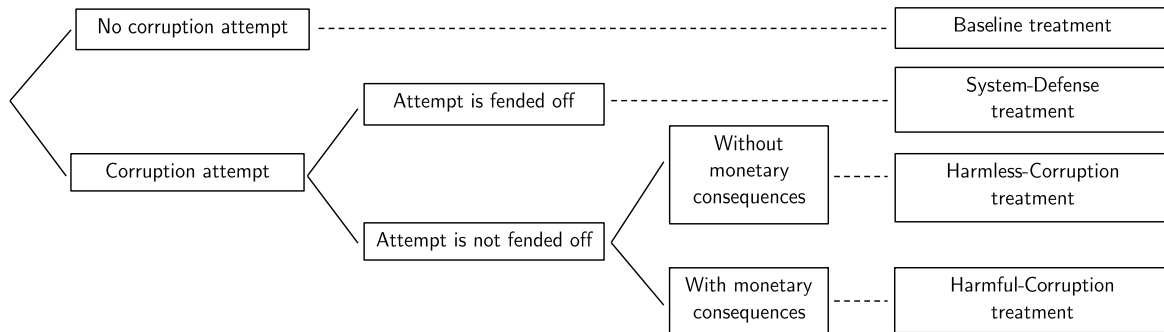 No corruption attempt
Baseline treatment
Attempt is fended off
System-Defense
treatment
Corruption attempt
Without
monetary
consequences
Harmless-Corruption
treatment
Attempt is not fended off
With monetary
consequences
Harmful-Corruption
treatment